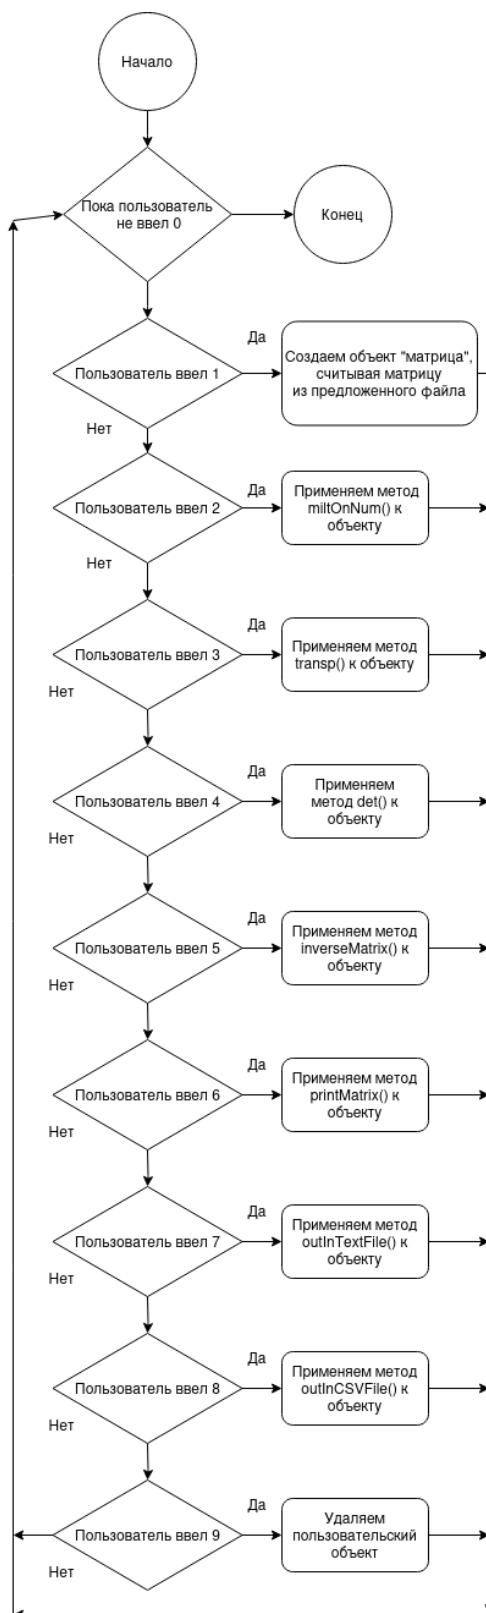 Начало
Пока пользователь
не ввел 0
Конец
Да
Пользователь ввел 1
Создаем объект "матрица",
считывая матрицу
из предложенного файла
Нет
Да
Пользователь ввел 2
Применяем метод
miltOnNum() к
объекту
Нет
Да
Пользователь ввел 3
Применяем метод
transp() к объекту
Нет
Да
Пользователь ввел 4
Применяем
метод det() к
объекту
Нет
Да
Пользователь ввел 5
Применяем метод
inverseMatrix() к
объекту
Нет
Да
Пользователь ввел 6
Применяем метод
printMatrix() к
объекту
Нет
Да
Пользователь ввел 7
Применяем метод
outInTextFile() к
объекту
Нет
Да
Пользователь ввел 8
Применяем метод
outInCSVFile() к
объекту
Нет
Да
Пользователь ввел 9
Удаляем
пользовательский
объект
Нет